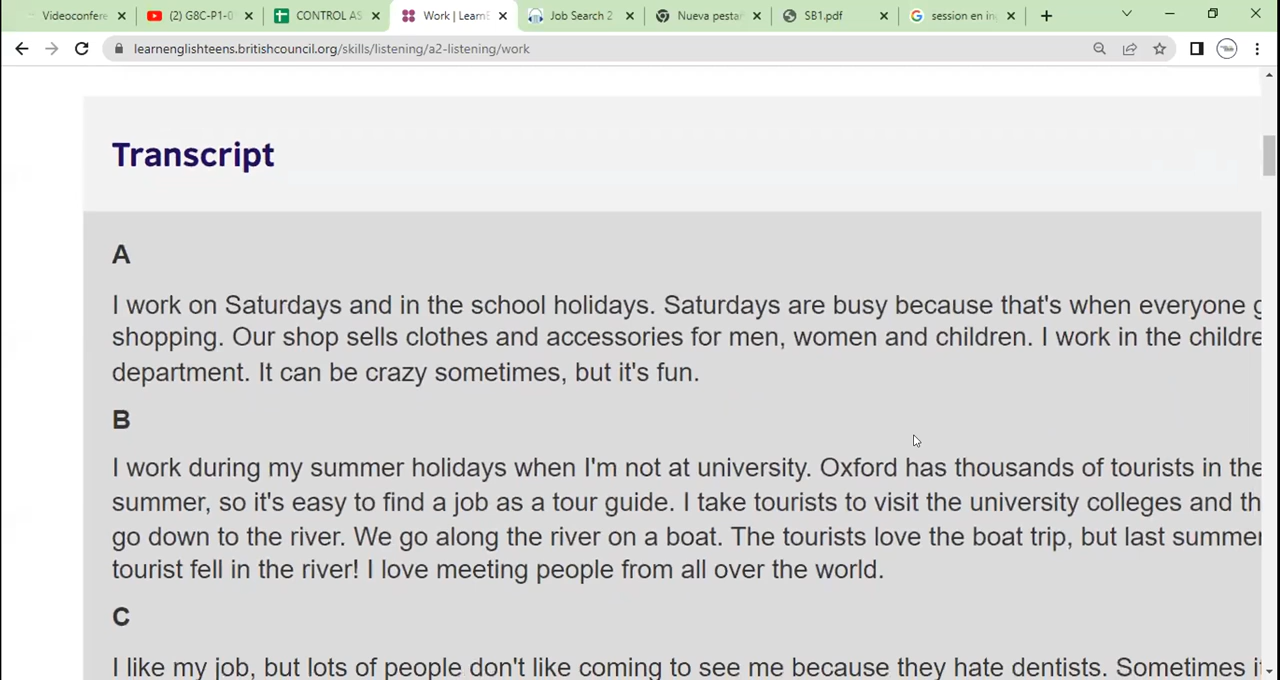 Videoconfere
(2) G8C-P1-0
CONTROL AS
Work | LearnE
Job Search 2
Nueva pestañ
SB1.pdf
session en in
learnenglishteens.britishcouncil.org/skills/listening/a2-listening/work
Transcript
A
I work on Saturdays and in the school holidays. Saturdays are busy because that's when everyone g
shopping. Our shop sells clothes and accessories for men, women and children. I work in the childre
department. It can be crazy sometimes, but it's fun.
B
I work during my summer holidays when I'm not at university. Oxford has thousands of tourists in the
summer, so it's easy to find a job as a tour guide. I take tourists to visit the university colleges and th
go down to the river. We go along the river on a boat. The tourists love the boat trip, but last summer
tourist fell in the river! I love meeting people from all over the world.
C
I like my job, but lots of people don't like coming to see me because they hate dentists. Sometimes it